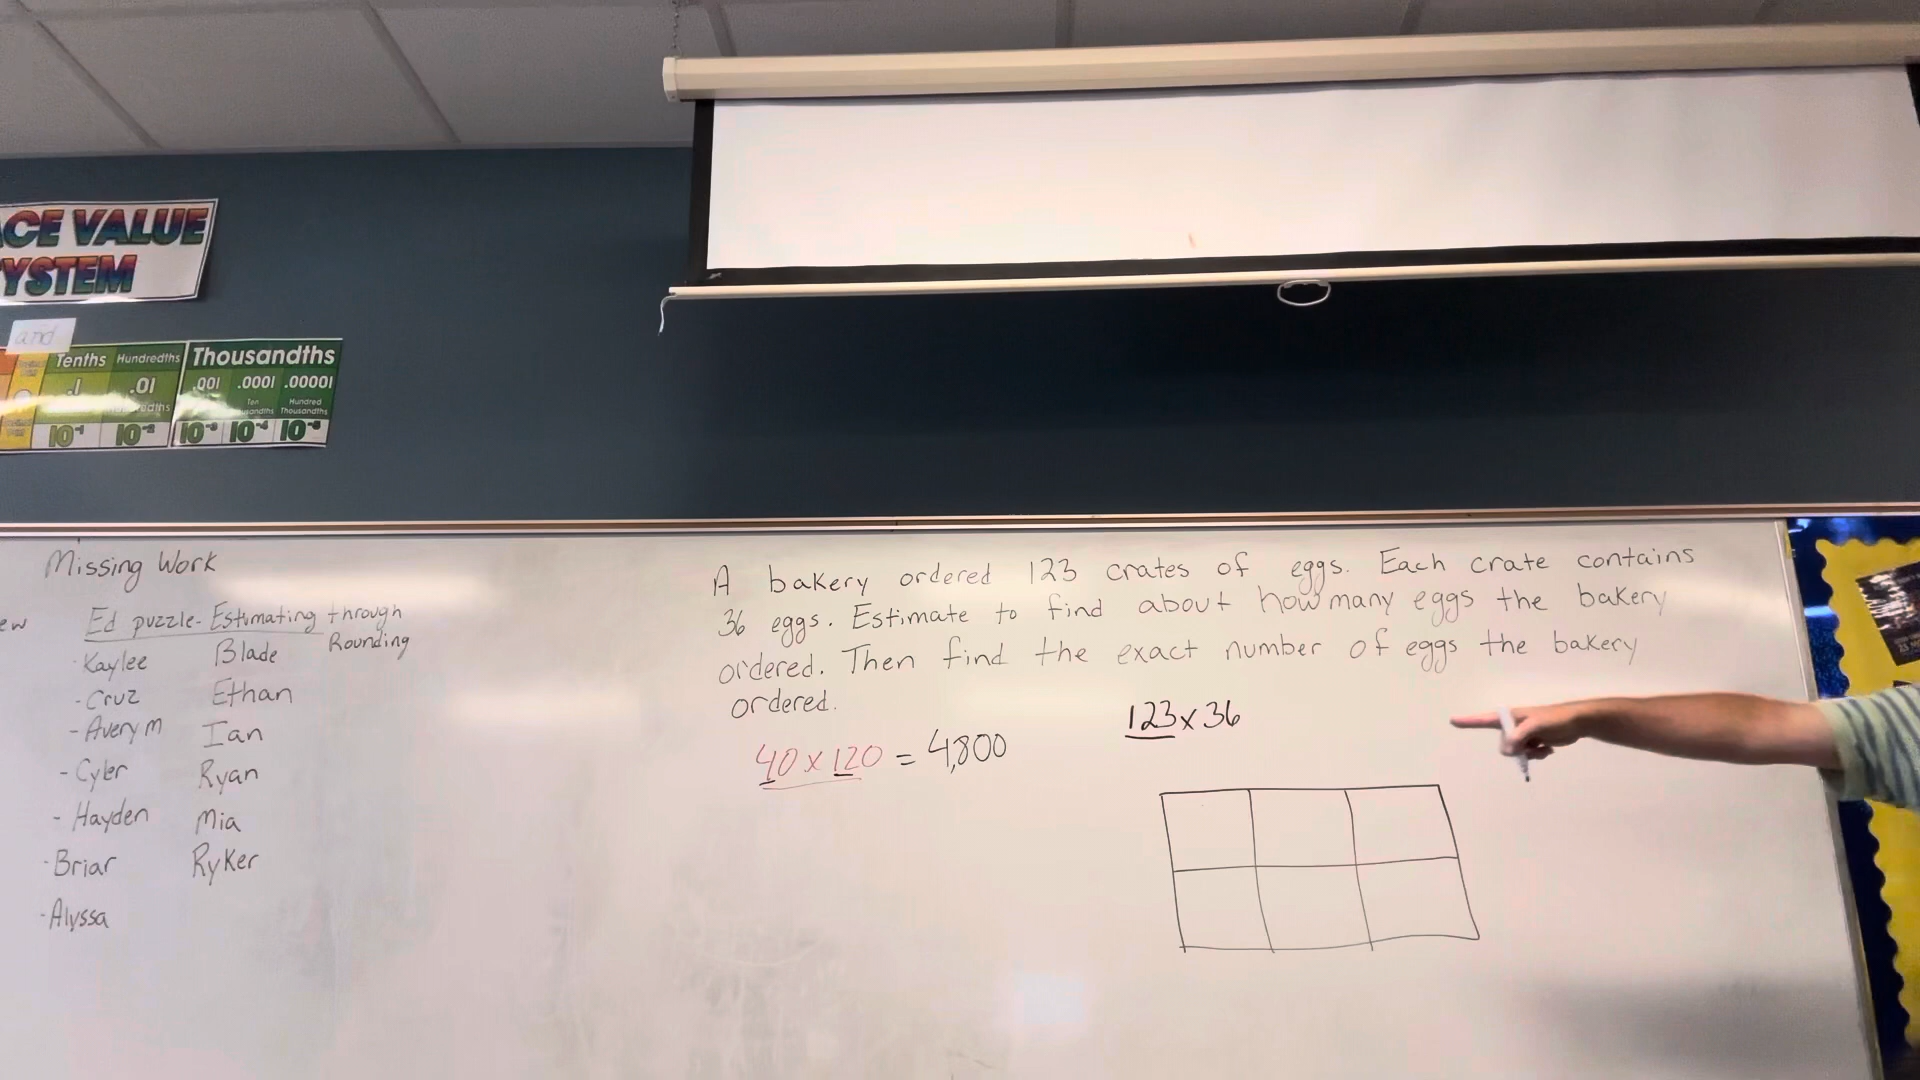 ACE VALUE
YSTEM
and
Tenths Hundredths Thousandths
.1 .01 .001 .0001 .00001
Ten Hundred
Thousandths
10⁻¹ 10⁻² 10⁻³ 10⁻⁴ 10⁻⁵
Missing Work
ew
Ed puzzle- Estimating through
Rounding
- Kaylee Blade
- Cruz Ethan
- Avery M Ian
- Cyler Ryan
- Hayden Mia
- Briar Ryker
- Alyssa
A bakery ordered 123 crates of eggs. Each crate contains
36 eggs. Estimate to find about how many eggs the bakery
ordered. Then find the exact number of eggs the bakery
ordered.
40 x 120 = 4,800
123 x 36